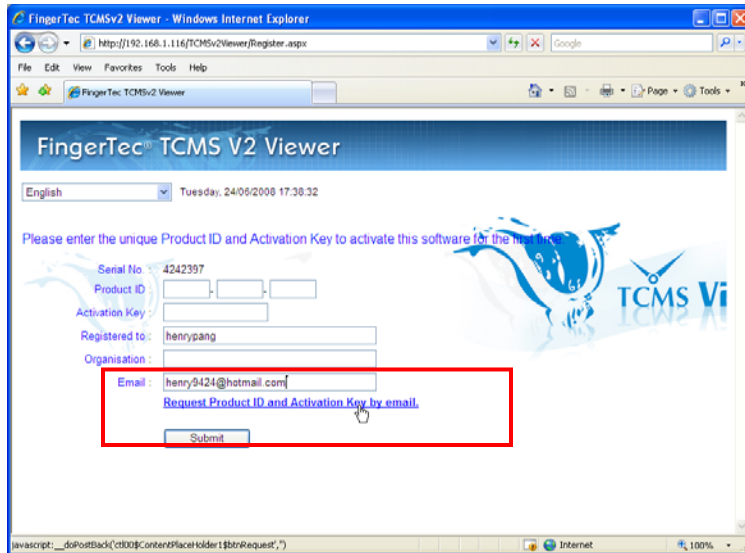 FingerTec TCMSv2 Viewer - Windows Internet Explorer
http://192.168.1.116/TCMSv2Viewer/Register.aspx
Google
File Edit View Favorites Tools Help
FingerTec TCMSv2 Viewer
Page Tools
FingerTec® TCMS V2 Viewer
English Tuesday, 24/06/2008 17:38:32
Please enter the unique Product ID and Activation Key to activate this software for the first time.
Serial No. : 4242397
Product ID : - -
Activation Key :
TCMS Vi
Registered to : henrypang
Organisation :
Email : henry9424@hotmail.com
Request Product ID and Activation Key by email.
Submit
javascript:__doPostBack('ctl00$ContentPlaceHolder1$btnRequest','') Internet 100%